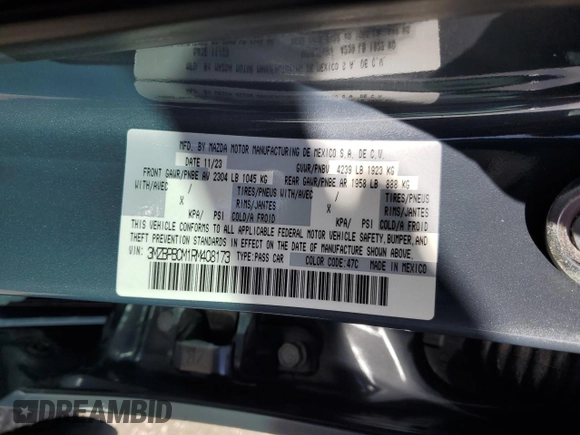 MFD. BY MAZDA MOTOR MANUFACTURING DE MEXICO S.A. DE C.V.
DATE 11/23 GVWR/PNBV 4239 LB 1923 KG
FRONT GAWR/PNBE AV 2304 LB 1045 KG REAR GAWR/PNBE AR 1958 LB 888 KG
WITH/AVEC / TIRES/PNEUS WITH/AVEC / TIRES/PNEUS
X RIMS/JANTES X RIMS/JANTES
KPA/ PSI COLD/A FROID KPA/ PSI COLD/A FROID
THIS VEHICLE CONFORMS TO ALL APPLICABLE FEDERAL MOTOR VEHICLE SAFETY, BUMPER, AND
THEFT PREVENTION STANDARDS IN EFFECT ON THE DATE OF MANUFACTURE SHOWN ABOVE.
VIN: 3MZBPBCM1RM408173 TYPE: PASS CAR COLOR CODE: 47C MADE IN MEXICO
DREAMBID